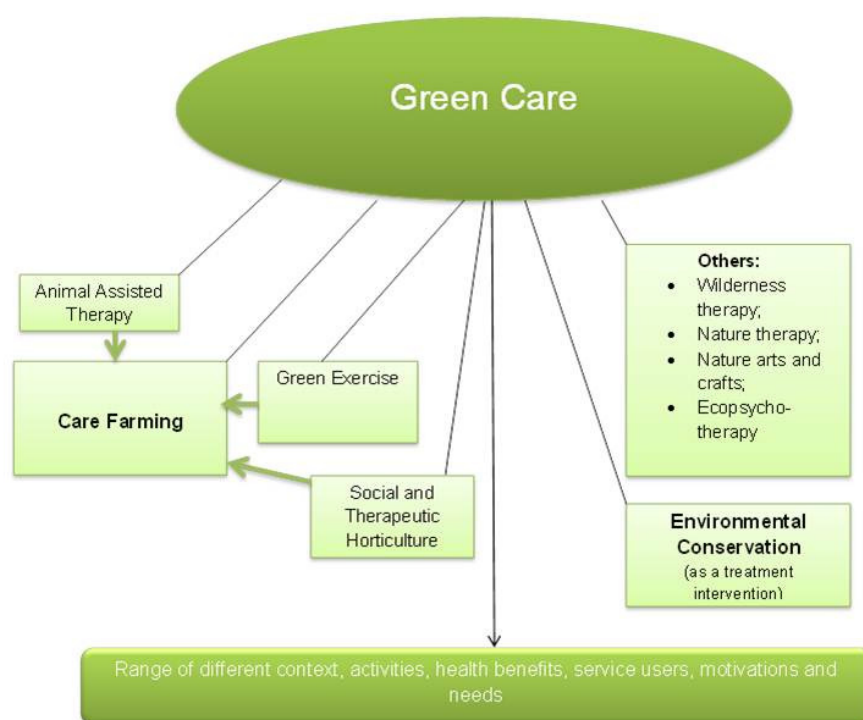 Green Care
Animal Assisted
Therapy
Care Farming
Green Exercise
Social and
Therapeutic
Horticulture
Others:
• Wilderness
therapy;
• Nature therapy;
• Nature arts and
crafts;
• Ecopsycho-
therapy
Environmental
Conservation
(as a treatment
intervention)
Range of different context, activities, health benefits, service users, motivations and
needs